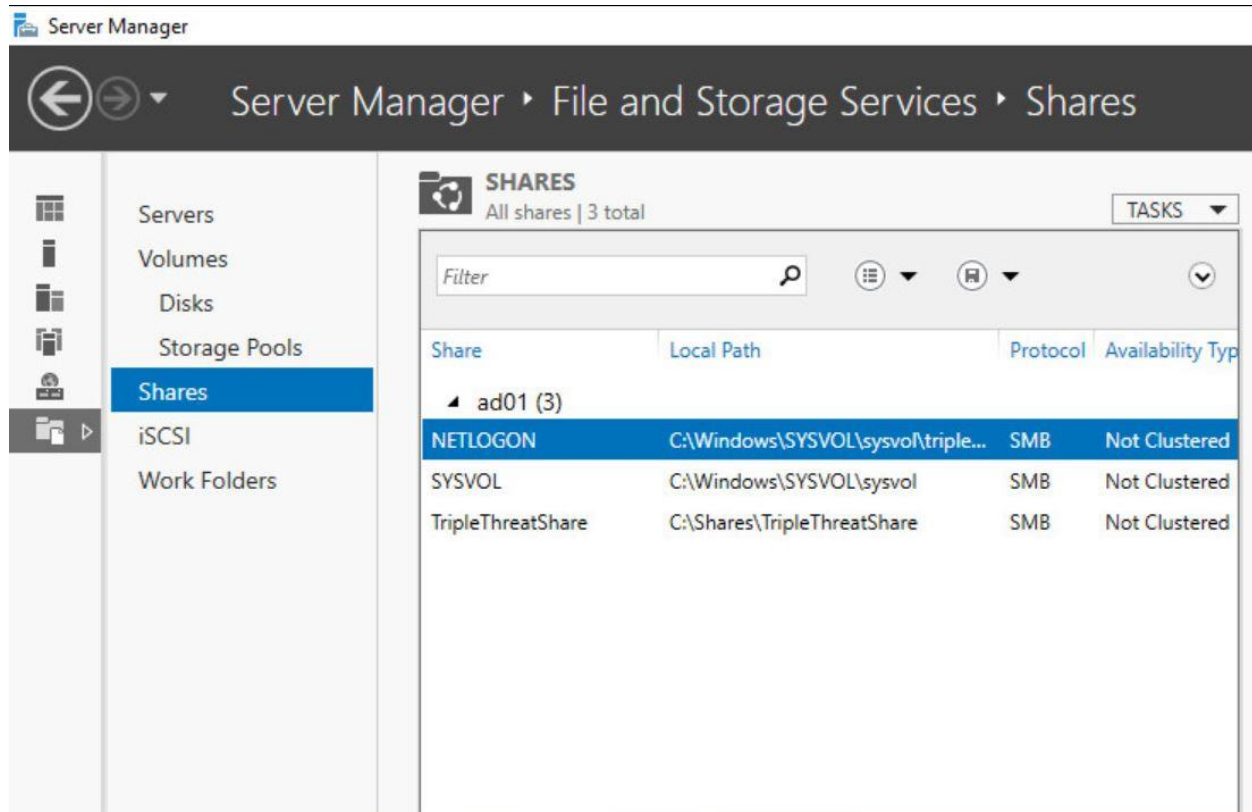 Server Manager
Server Manager ‣ File and Storage Services ‣ Shares
Servers
Volumes
Disks
Storage Pools
Shares
iSCSI
Work Folders
SHARES
All shares | 3 total
TASKS
Filter
Share Local Path Protocol Availability Typ
ad01 (3)
NETLOGON C:\Windows\SYSVOL\sysvol\triple... SMB Not Clustered
SYSVOL C:\Windows\SYSVOL\sysvol SMB Not Clustered
TripleThreatShare C:\Shares\TripleThreatShare SMB Not Clustered